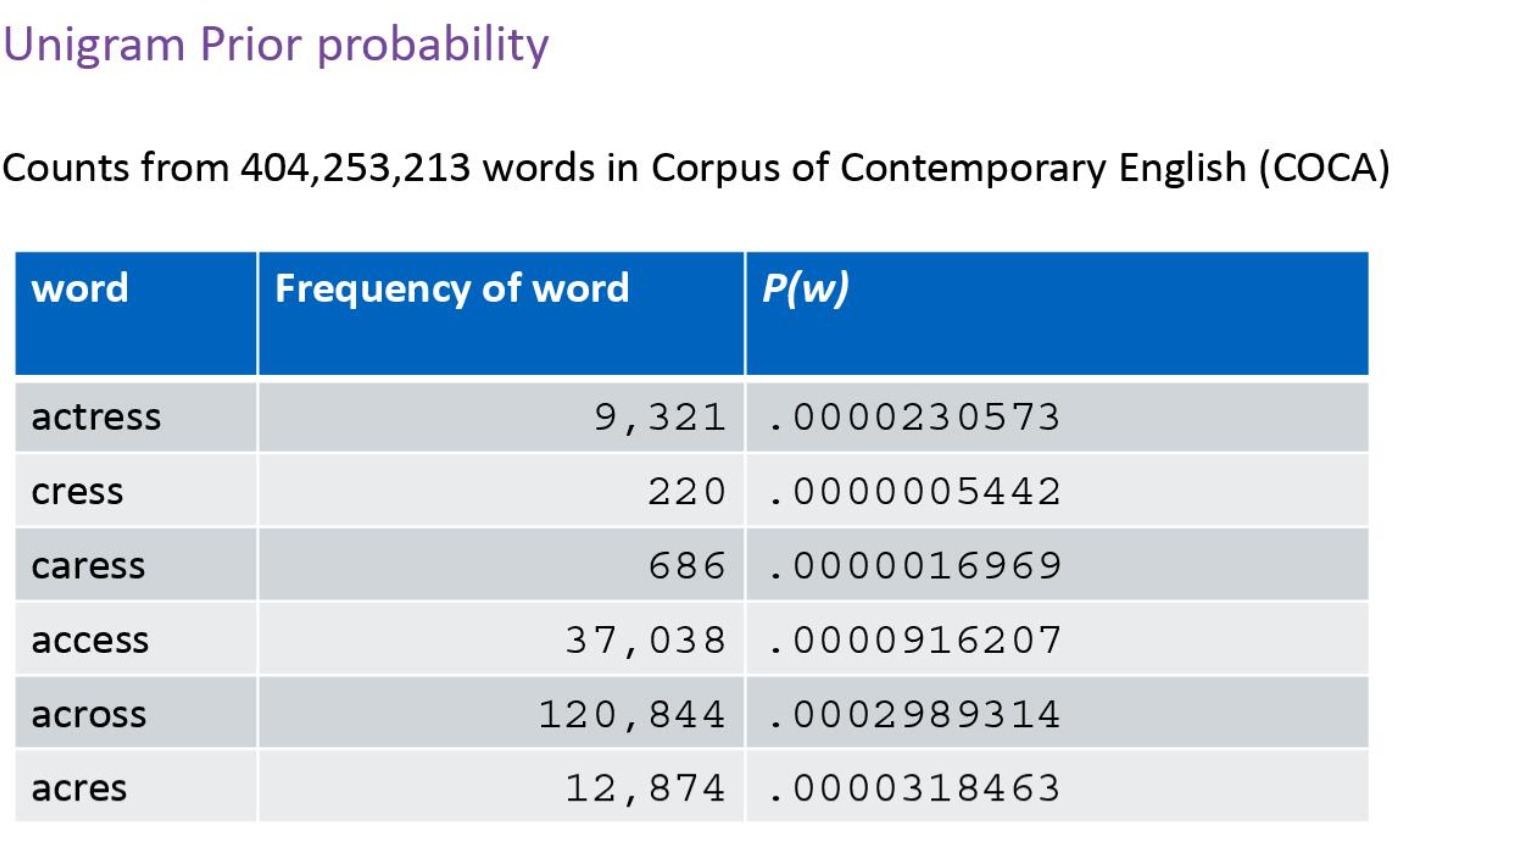 Unigram Prior probability
Counts from 404,253,213 words in Corpus of Contemporary English (COCA)
word Frequency of word P(w)
actress 9,321 .0000230573
cress 220 .0000005442
caress 686 .0000016969
access 37,038 .0000916207
across 120,844 .0002989314
acres 12,874 .0000318463